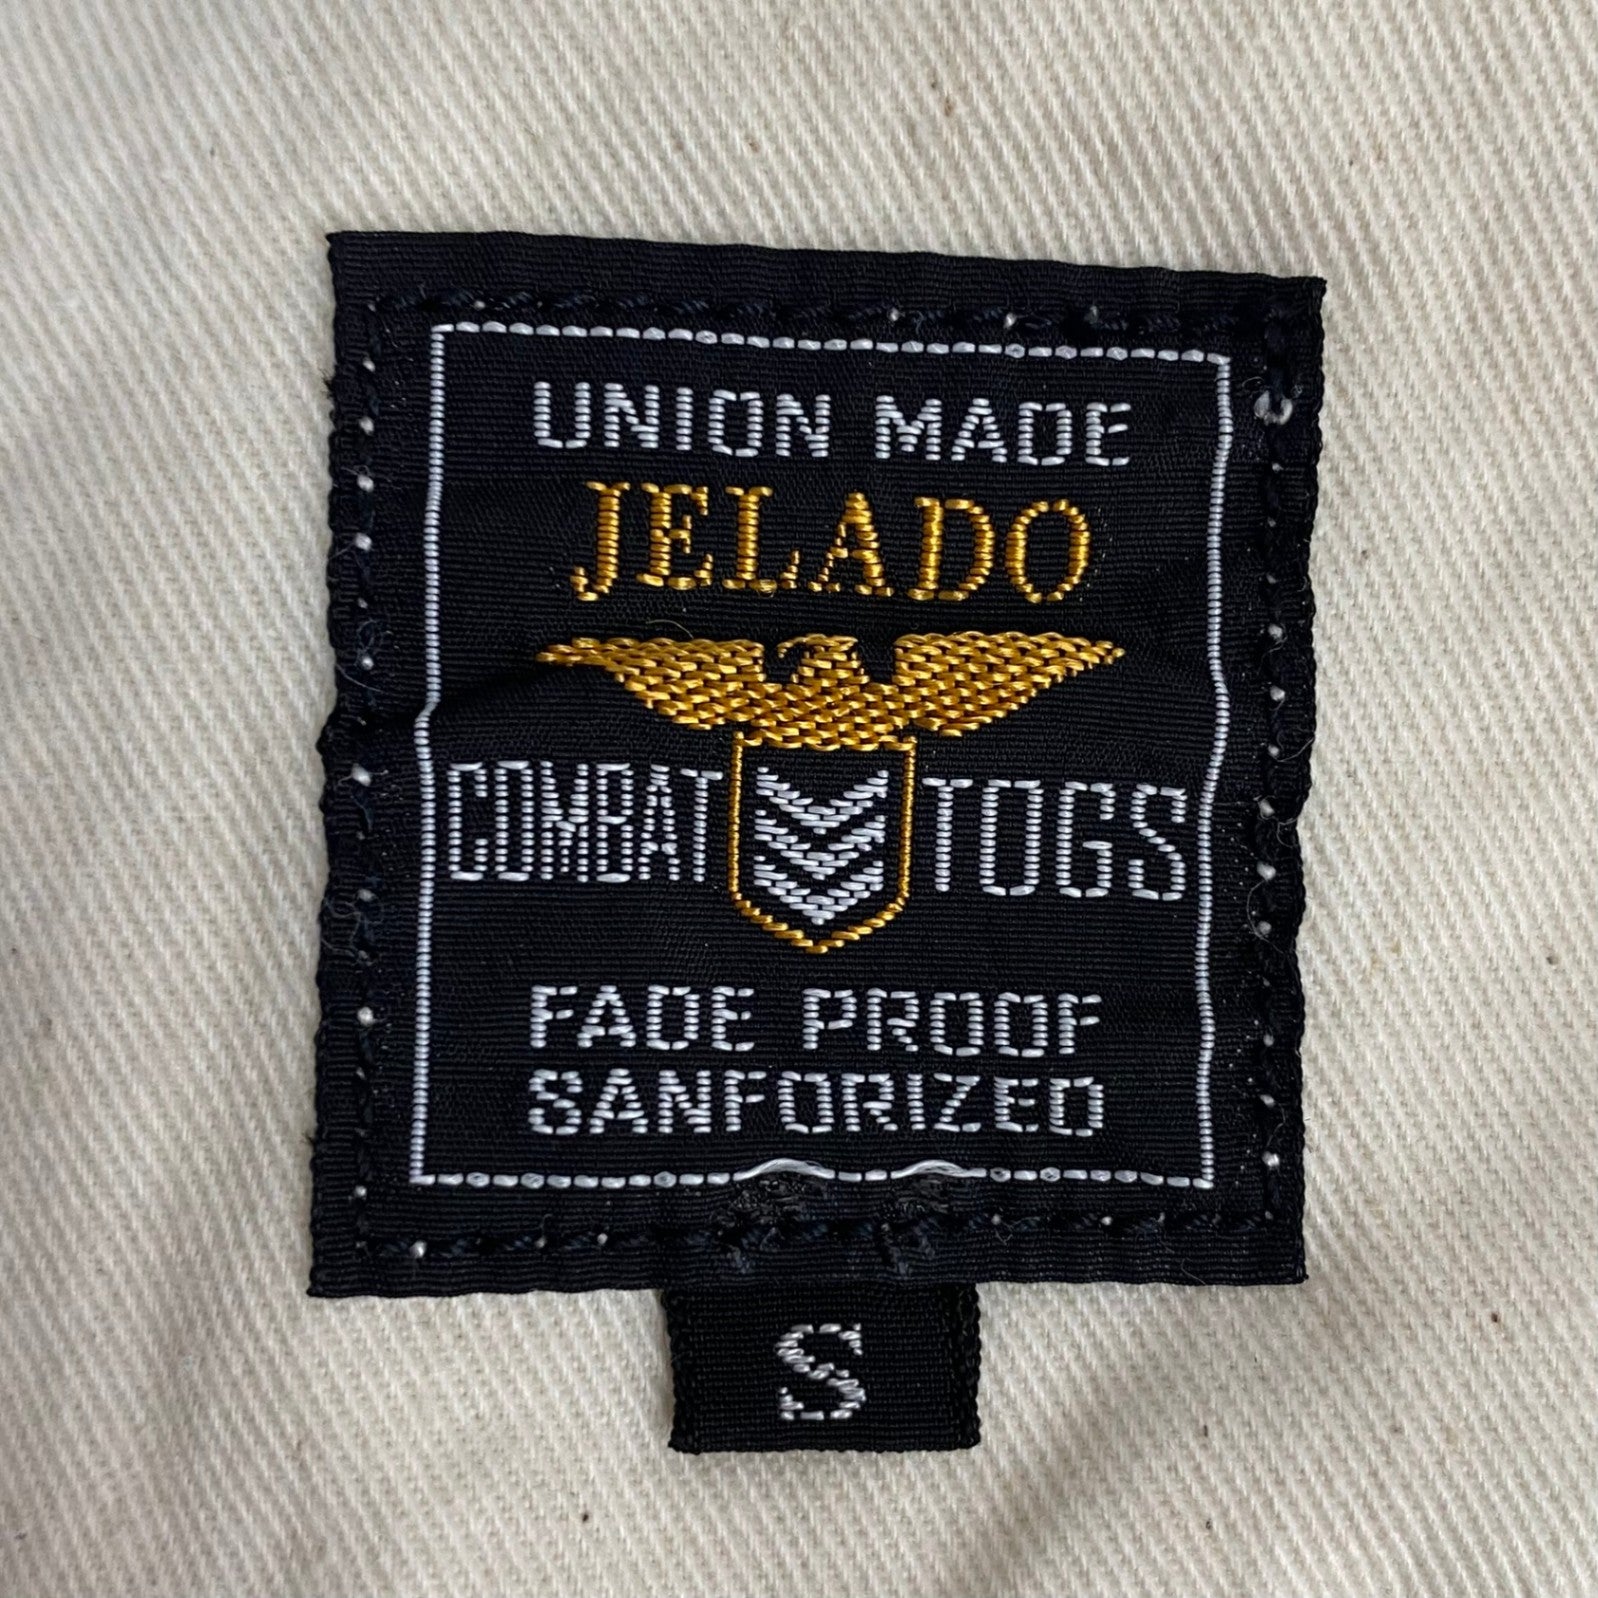 UNION MADE
JELADO
COMBAT TOGS
FADE PROOF
SANFORIZED
S